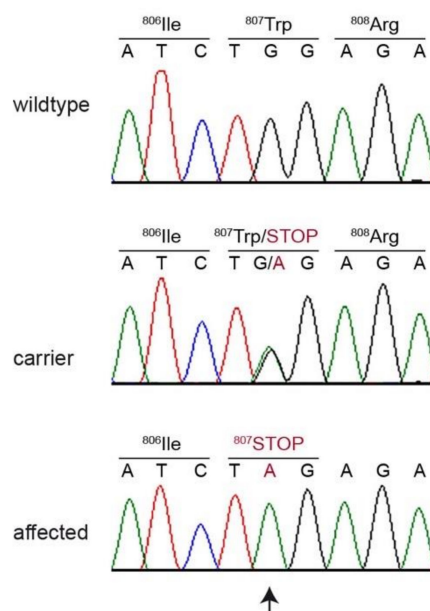 ⁸⁰⁶Ile ⁸⁰⁷Trp ⁸⁰⁸Arg
A T C T G G A G A
wildtype
⁸⁰⁶Ile ⁸⁰⁷Trp/STOP ⁸⁰⁸Arg
A T C T G/A G A G A
carrier
⁸⁰⁶Ile ⁸⁰⁷STOP
A T C T A G A G A
affected